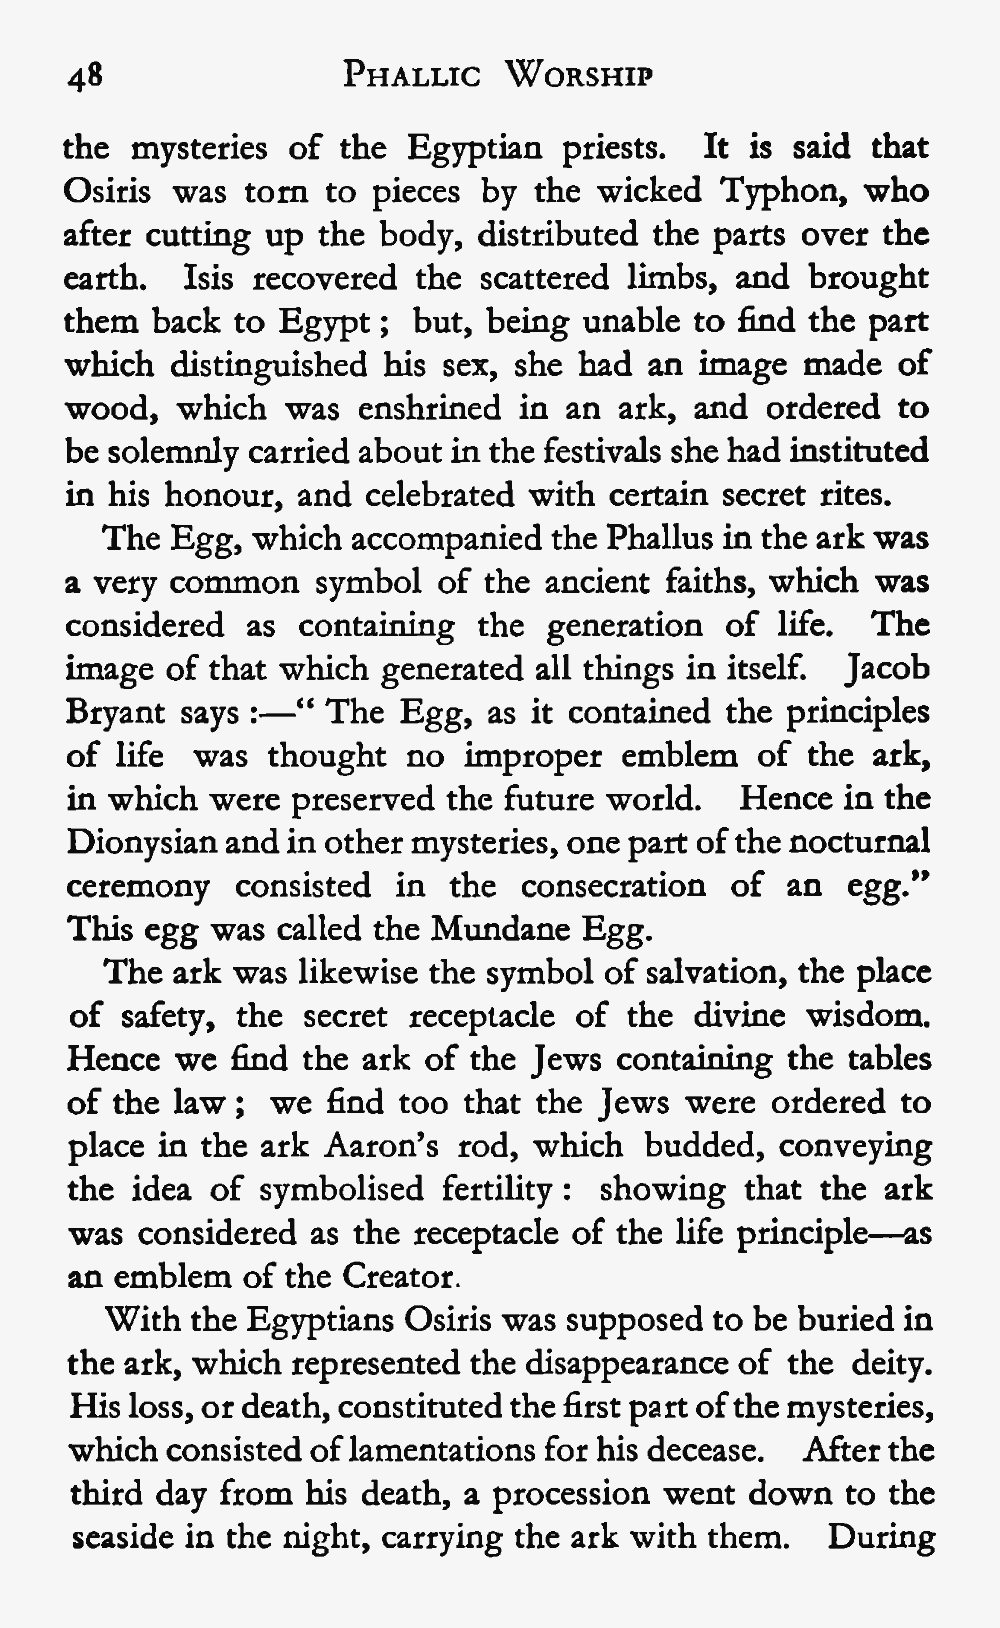 48 PHALLIC WORSHIP
the mysteries of the Egyptian priests. It is said that
Osiris was torn to pieces by the wicked Typhon, who
after cutting up the body, distributed the parts over the
earth. Isis recovered the scattered limbs, and brought
them back to Egypt ; but, being unable to find the part
which distinguished his sex, she had an image made of
wood, which was enshrined in an ark, and ordered to
be solemnly carried about in the festivals she had instituted
in his honour, and celebrated with certain secret rites.
The Egg, which accompanied the Phallus in the ark was
a very common symbol of the ancient faiths, which was
considered as containing the generation of life. The
image of that which generated all things in itself. Jacob
Bryant says :—“ The Egg, as it contained the principles
of life was thought no improper emblem of the ark,
in which were preserved the future world. Hence in the
Dionysian and in other mysteries, one part of the nocturnal
ceremony consisted in the consecration of an egg.”
This egg was called the Mundane Egg.
The ark was likewise the symbol of salvation, the place
of safety, the secret receptacle of the divine wisdom.
Hence we find the ark of the Jews containing the tables
of the law ; we find too that the Jews were ordered to
place in the ark Aaron’s rod, which budded, conveying
the idea of symbolised fertility : showing that the ark
was considered as the receptacle of the life principle—as
an emblem of the Creator.
With the Egyptians Osiris was supposed to be buried in
the ark, which represented the disappearance of the deity.
His loss, or death, constituted the first part of the mysteries,
which consisted of lamentations for his decease. After the
third day from his death, a procession went down to the
seaside in the night, carrying the ark with them. During